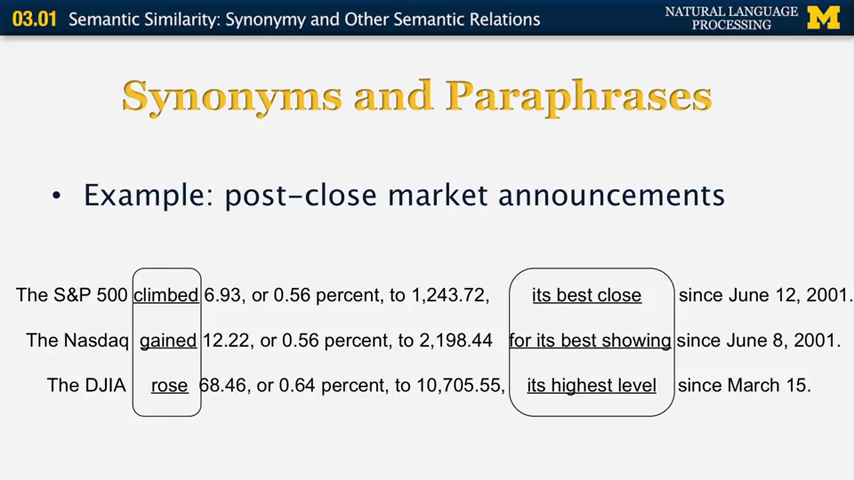 03.01 Semantic Similarity: Synonymy and Other Semantic Relations
NATURAL LANGUAGE
PROCESSING
M
Synonyms and Paraphrases
• Example: post-close market announcements
The S&P 500 climbed 6.93, or 0.56 percent, to 1,243.72, its best close since June 12, 2001.
The Nasdaq gained 12.22, or 0.56 percent, to 2,198.44 for its best showing since June 8, 2001.
The DJIA rose 68.46, or 0.64 percent, to 10,705.55, its highest level since March 15.